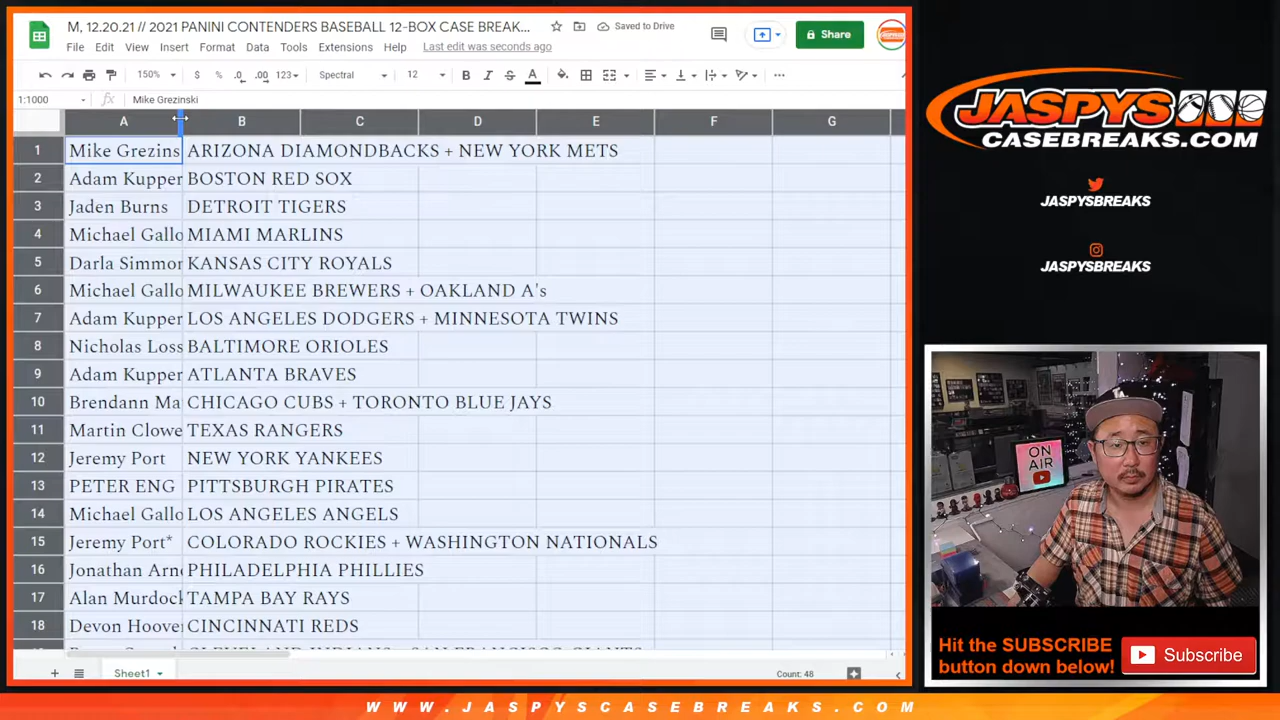 M, 12.20.21 // 2021 PANINI CONTENDERS BASEBALL 12-BOX CASE BREAK...
Saved to Drive
File Edit View Insert Format Data Tools Extensions Help Last edit was seconds ago
Share
150% $ % .0 .00 123 Spectral 12 B I S A
1:1000 fx Mike Grezinski
A B C D E F G
1 Mike Grezins ARIZONA DIAMONDBACKS + NEW YORK METS
2 Adam Kupper BOSTON RED SOX
3 Jaden Burns DETROIT TIGERS
4 Michael Gallo MIAMI MARLINS
5 Darla Simmor KANSAS CITY ROYALS
6 Michael Gallo MILWAUKEE BREWERS + OAKLAND A's
7 Adam Kupper LOS ANGELES DODGERS + MINNESOTA TWINS
8 Nicholas Loss BALTIMORE ORIOLES
9 Adam Kupper ATLANTA BRAVES
10 Brendann Ma CHICAGO CUBS + TORONTO BLUE JAYS
11 Martin Clowe TEXAS RANGERS
12 Jeremy Port NEW YORK YANKEES
13 PETER ENG PITTSBURGH PIRATES
14 Michael Gallo LOS ANGELES ANGELS
15 Jeremy Port* COLORADO ROCKIES + WASHINGTON NATIONALS
16 Jonathan Arn PHILADELPHIA PHILLIES
17 Alan Murdock TAMPA BAY RAYS
18 Devon Hoove CINCINNATI REDS
CLEVELAND INDIANS + SAN FRANCISCO GIANTS
Sheet1
Count: 48
JASPYS
CASEBREAKS.COM
JASPYSBREAKS
JASPYSBREAKS
ON
AIR
Hit the SUBSCRIBE
button down below!
Subscribe
WWW.JASPYSCASEBREAKS.COM